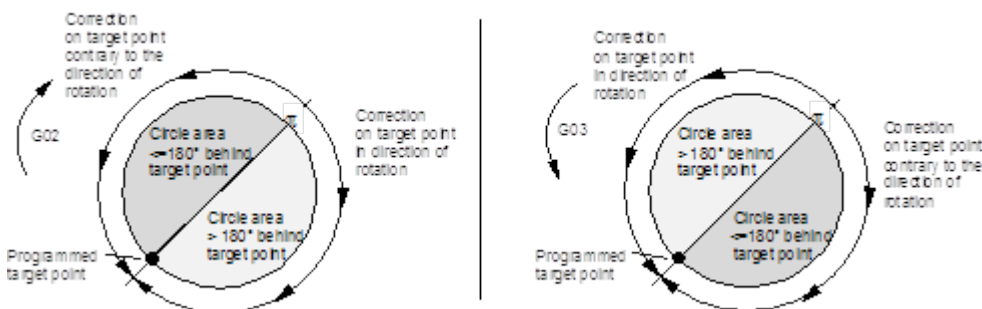 Correction
on target point
contrary to the
direction of
rotation
G02
Circle area
<=180° behind
target point
π
Correction
on target point
in direction of
rotation
Circle area
> 180° behind
target point
Programmed
target point
Correction
on target point
in direction of
rotation
G03
Circle area
> 180° behind
target point
π
Correction
on target point
contrary to the
direction of
rotation
Circle area
<=180° behind
target point
Programmed
target point